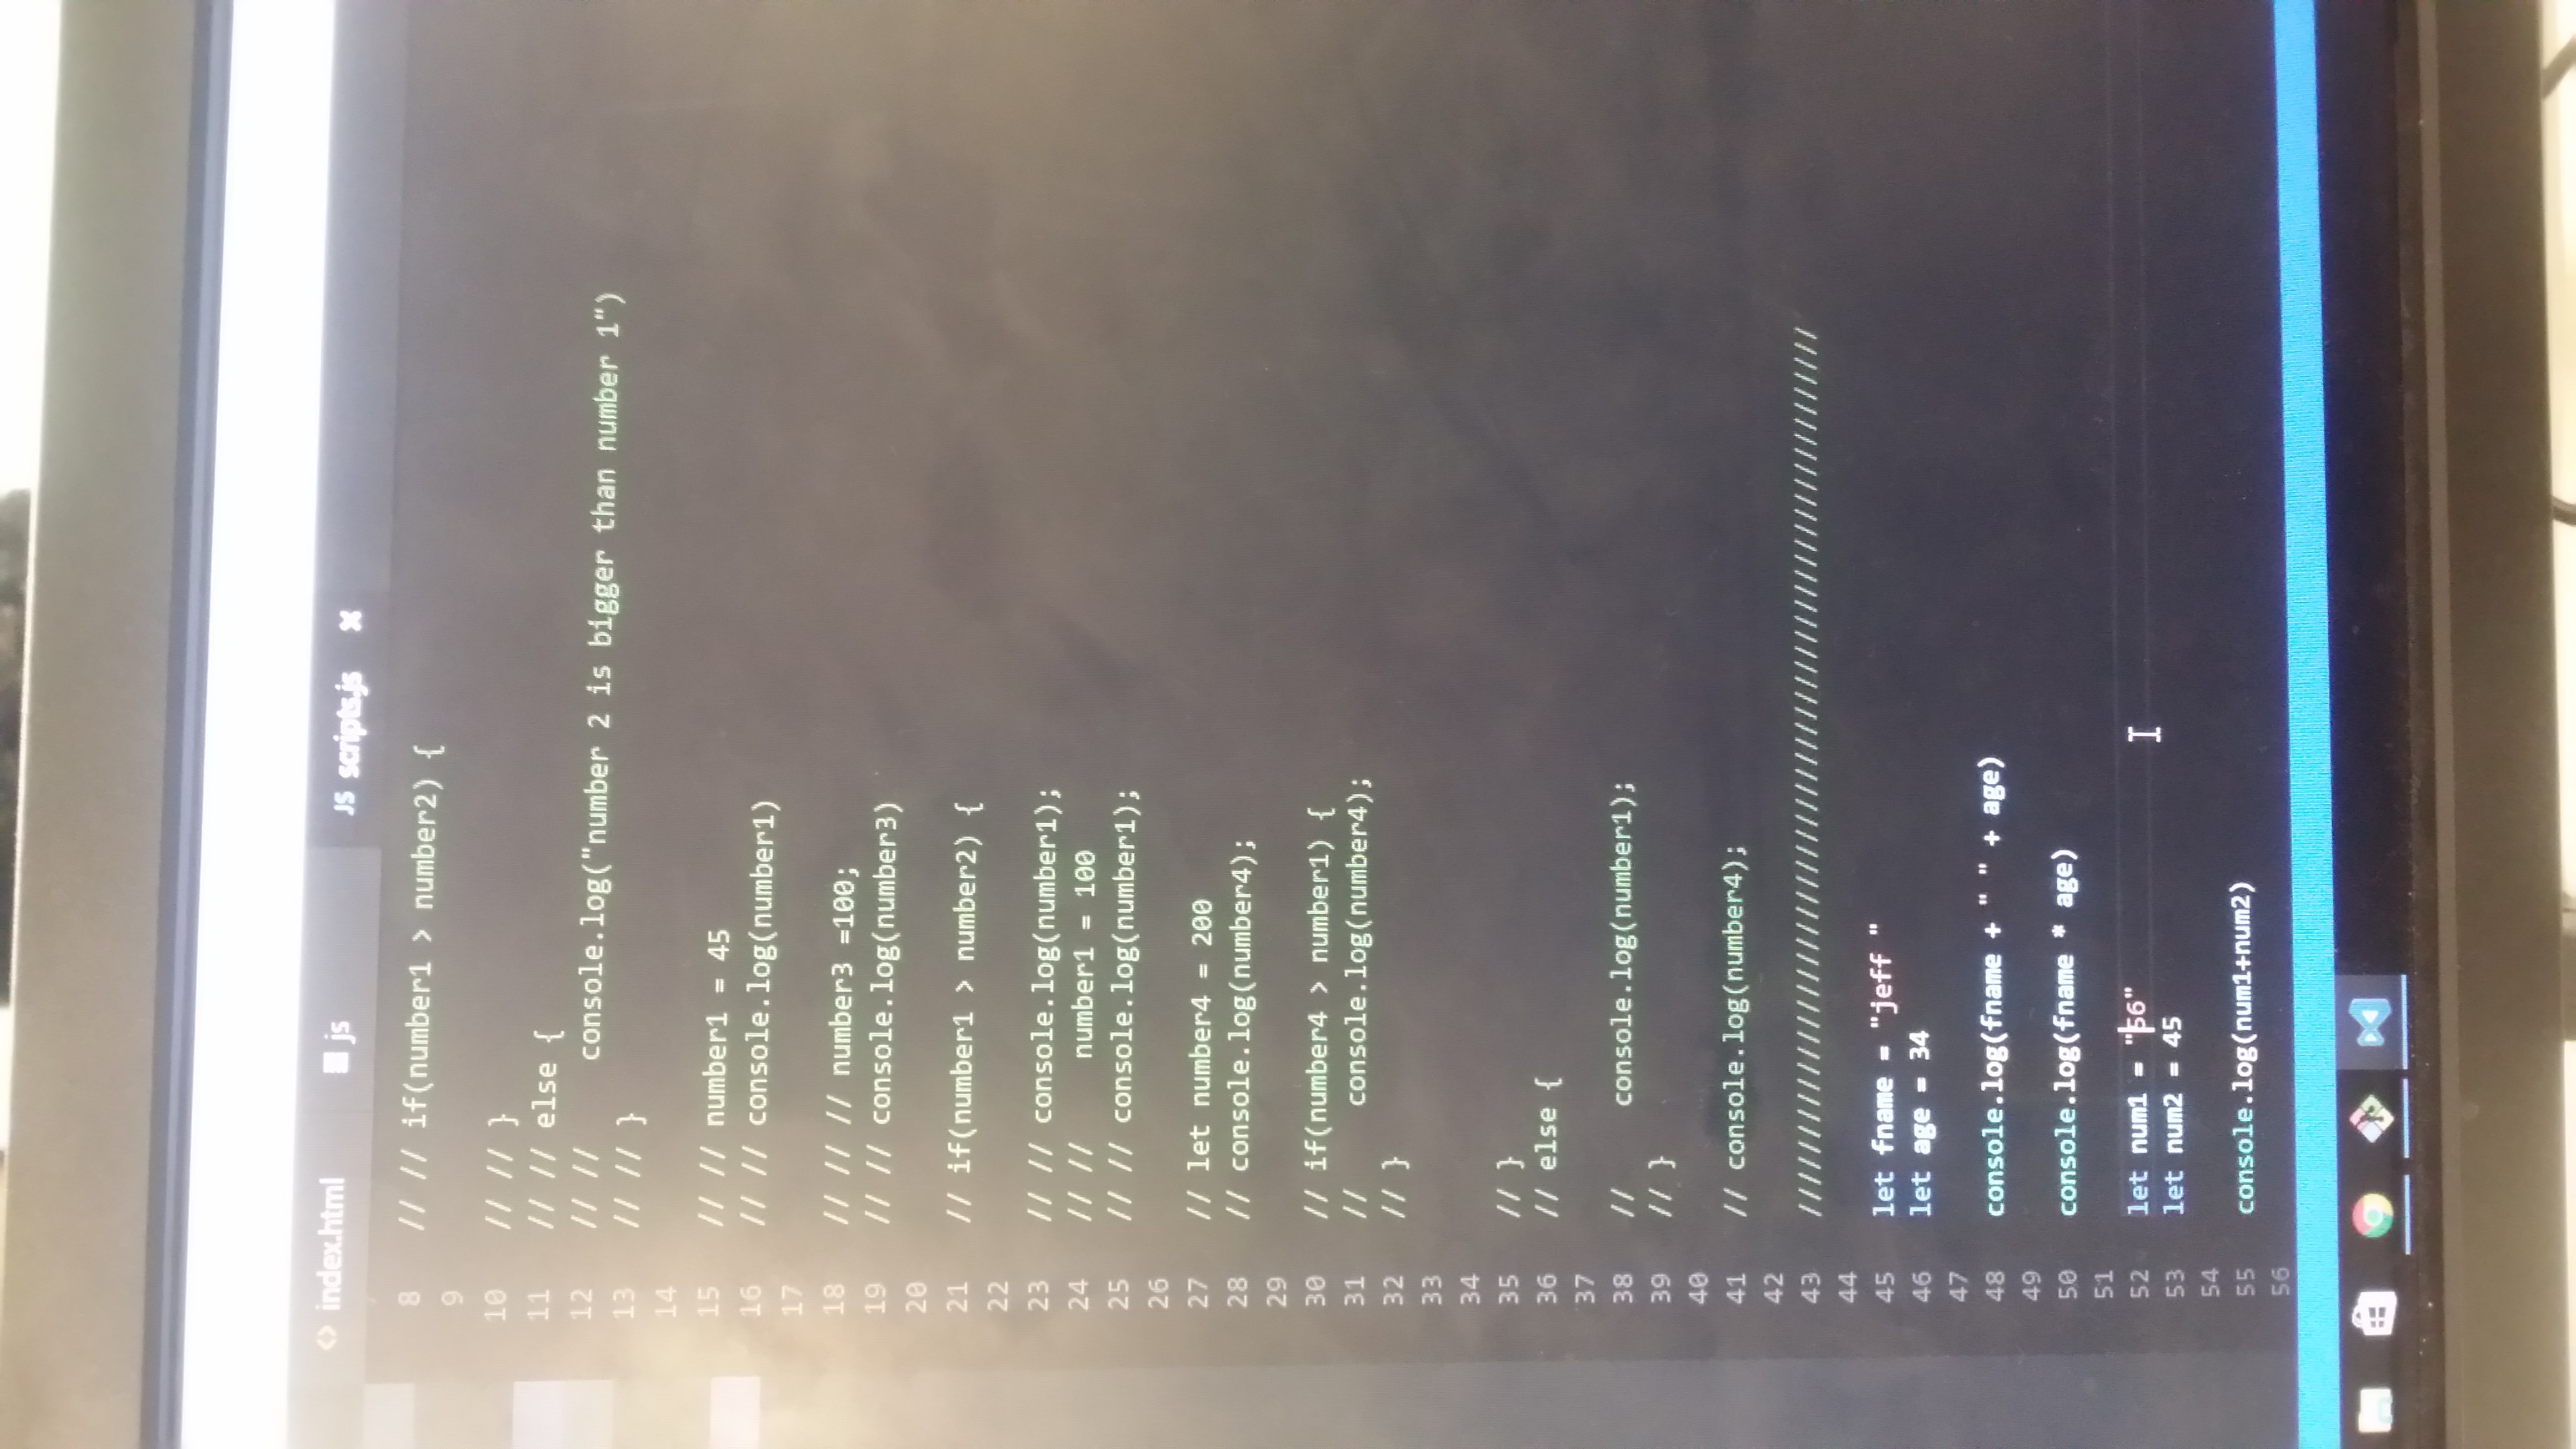 index.html js JS scripts.js
8 // // if(number1 > number2) {
9
10 // // }
11 // // else {
12 // //     console.log("number 2 is bigger than number 1")
13 // // }
14
15 // // number1 = 45
16 // // console.log(number1)
17
18 // // // number3 =100;
19 // // console.log(number3)
20
21 // if(number1 > number2) {
22
23 // // console.log(number1);
24 // //     number1 = 100
25 // // console.log(number1);
26
27 // let number4 = 200
28 // console.log(number4);
29
30 // if(number4 > number1) {
31 //     console.log(number4);
32 // }
33
34
35 // }
36 // else {
37
38 //     console.log(number1);
39 // }
40
41 // console.log(number4);
42
43 /////////////////////////////////////////////////////////
44
45 let fname = "jeff "
46 let age = 34
47
48 console.log(fname + " " + age)
49
50 console.log(fname * age)
51
52 let num1 = "56"
53 let num2 = 45
54
55 console.log(num1+num2)
56